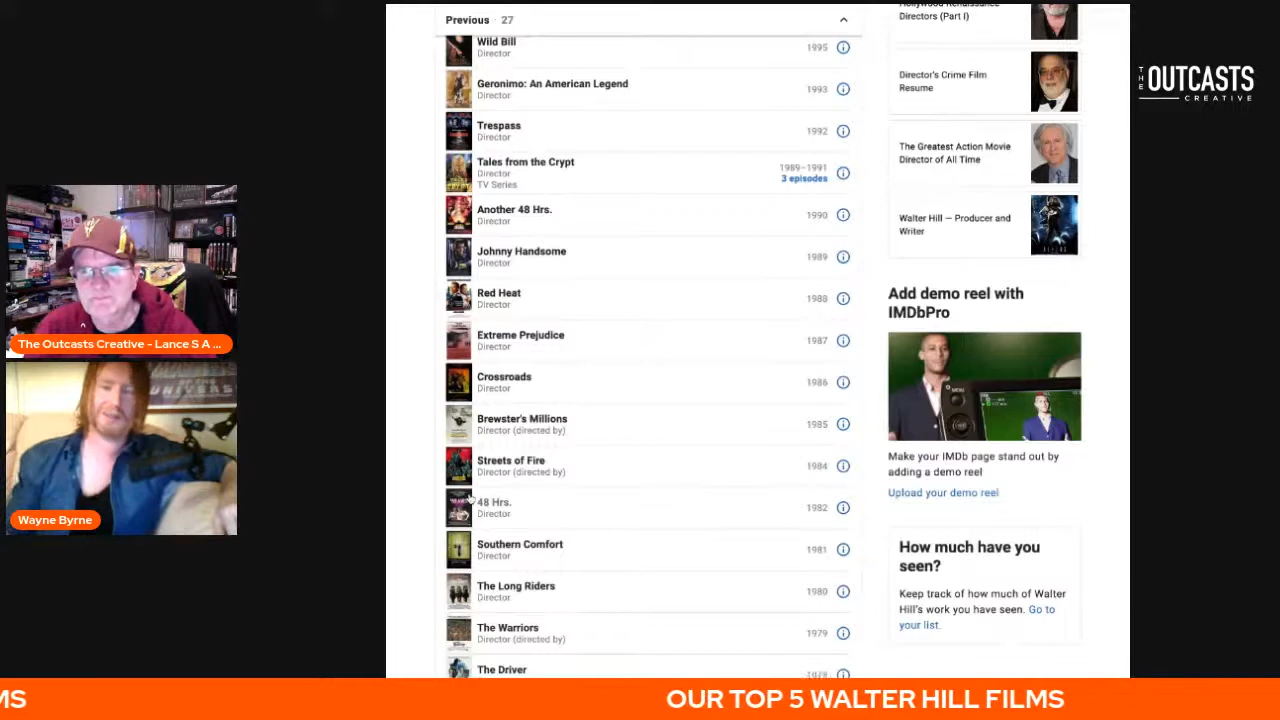 Previous · 27
Wild Bill
Director
1995
Geronimo: An American Legend
Director
1993
Trespass
Director
1992
Tales from the Crypt
Director
TV Series
1989–1991
3 episodes
Another 48 Hrs.
Director
1990
Johnny Handsome
Director
1989
Red Heat
Director
1988
Extreme Prejudice
Director
1987
Crossroads
Director
1986
Brewster's Millions
Director (directed by)
1985
Streets of Fire
Director (directed by)
1984
48 Hrs.
Director
1982
Southern Comfort
Director
1981
The Long Riders
Director
1980
The Warriors
Director (directed by)
1979
The Driver
1978
Hollywood Renaissance
Directors (Part I)
Director's Crime Film
Resume
The Greatest Action Movie
Director of All Time
Walter Hill — Producer and
Writer
Add demo reel with
IMDbPro
Make your IMDb page stand out by
adding a demo reel
Upload your demo reel
How much have you
seen?
Keep track of how much of Walter
Hill's work you have seen. Go to
your list.
THE OUTCASTS
CREATIVE
The Outcasts Creative - Lance S A ...
UNIVERS
Wayne Byrne
MS
OUR TOP 5 WALTER HILL FILMS